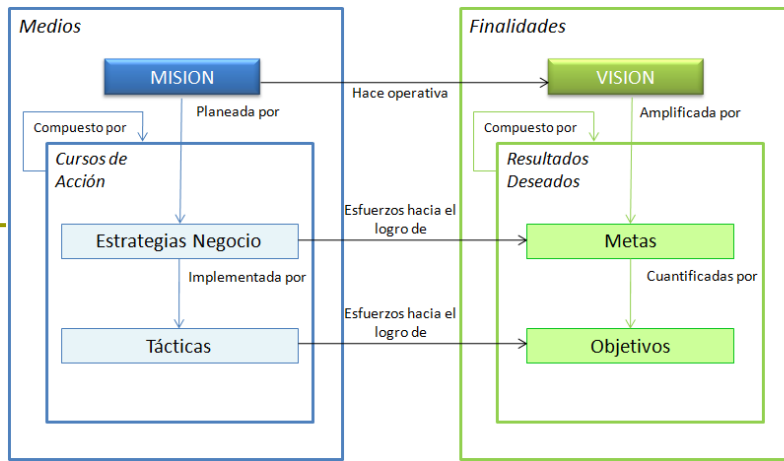 Medios
Finalidades
MISION
VISION
Hace operativa
Planeada por
Amplificada por
Compuesto por
Compuesto por
Cursos de
Acción
Resultados
Deseados
Esfuerzos hacia el
logro de
Estrategias Negocio
Metas
Implementada por
Cuantificadas por
Esfuerzos hacia el
logro de
Tácticas
Objetivos